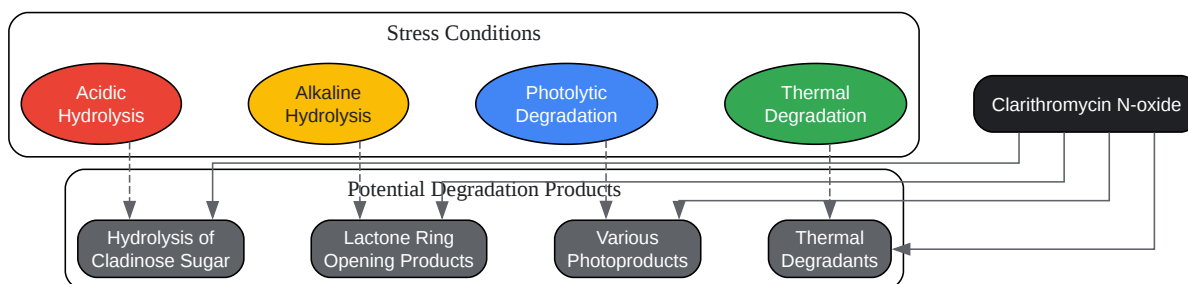 Stress Conditions
Acidic
Hydrolysis
Alkaline
Hydrolysis
Photolytic
Degradation
Thermal
Degradation
Clarithromycin N-oxide
Potential Degradation Products
Hydrolysis of
Cladinose Sugar
Lactone Ring
Opening Products
Various
Photoproducts
Thermal
Degradants